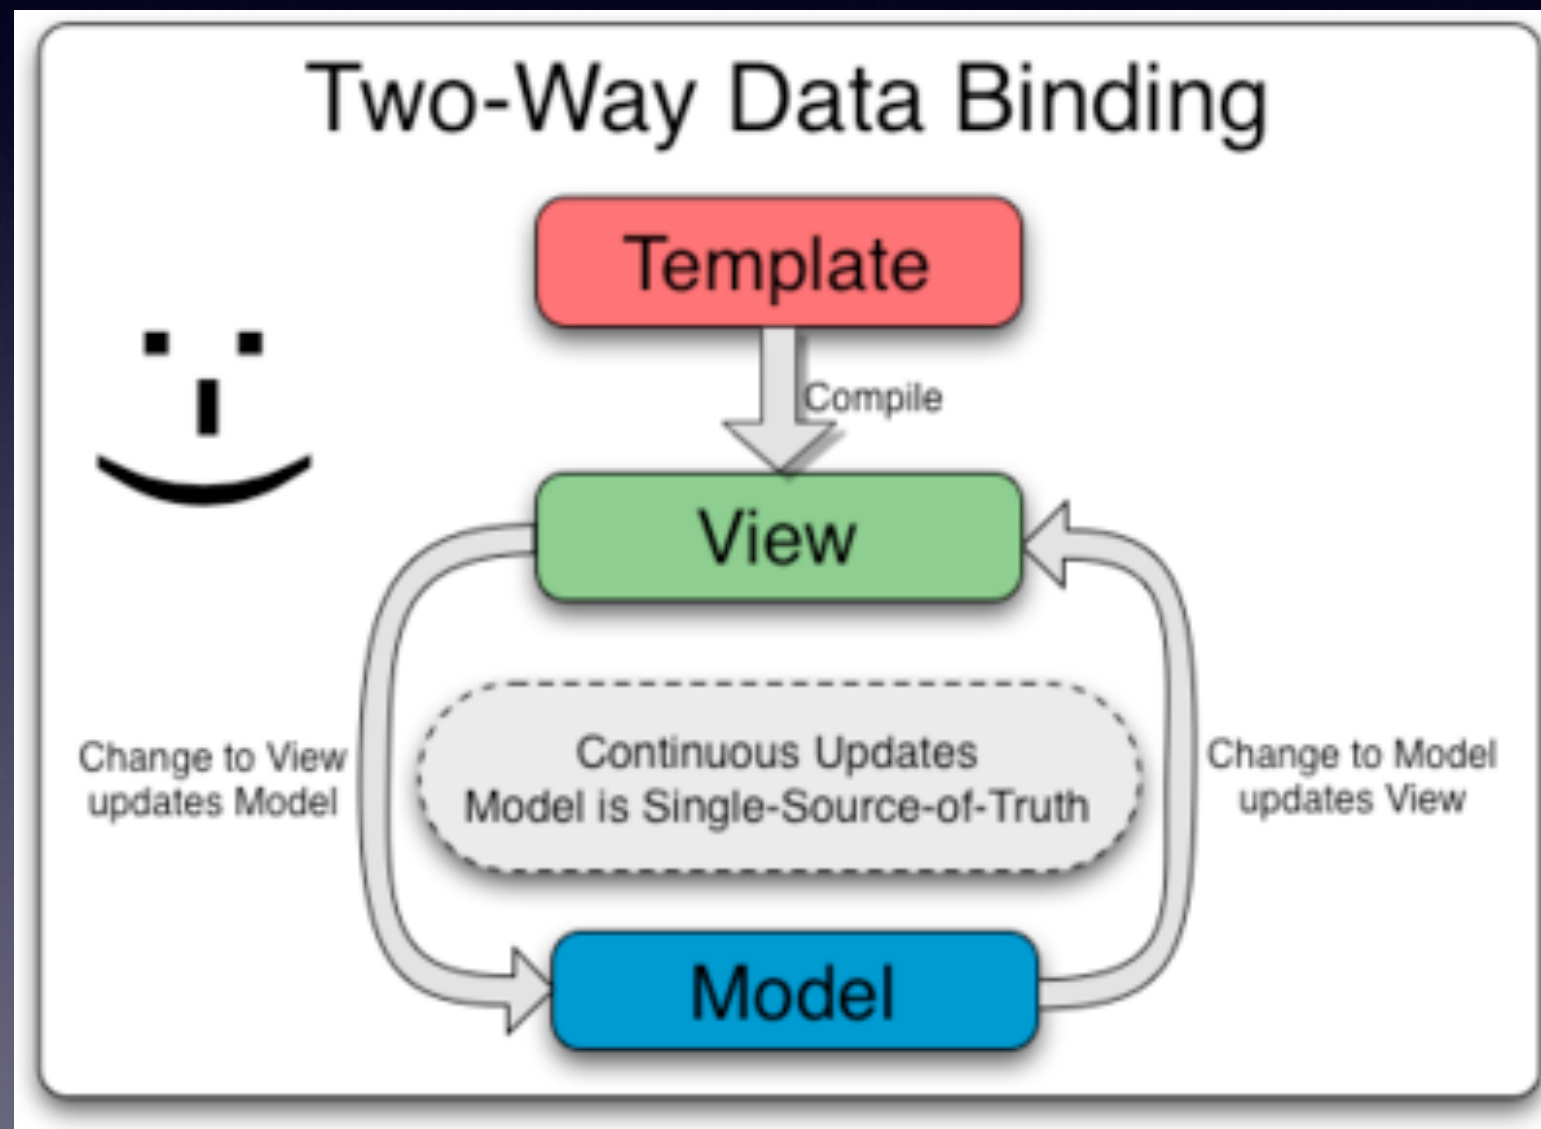 Two-Way Data Binding
Template
Compile
View
Change to View
updates Model
Continuous Updates
Model is Single-Source-of-Truth
Change to Model
updates View
Model